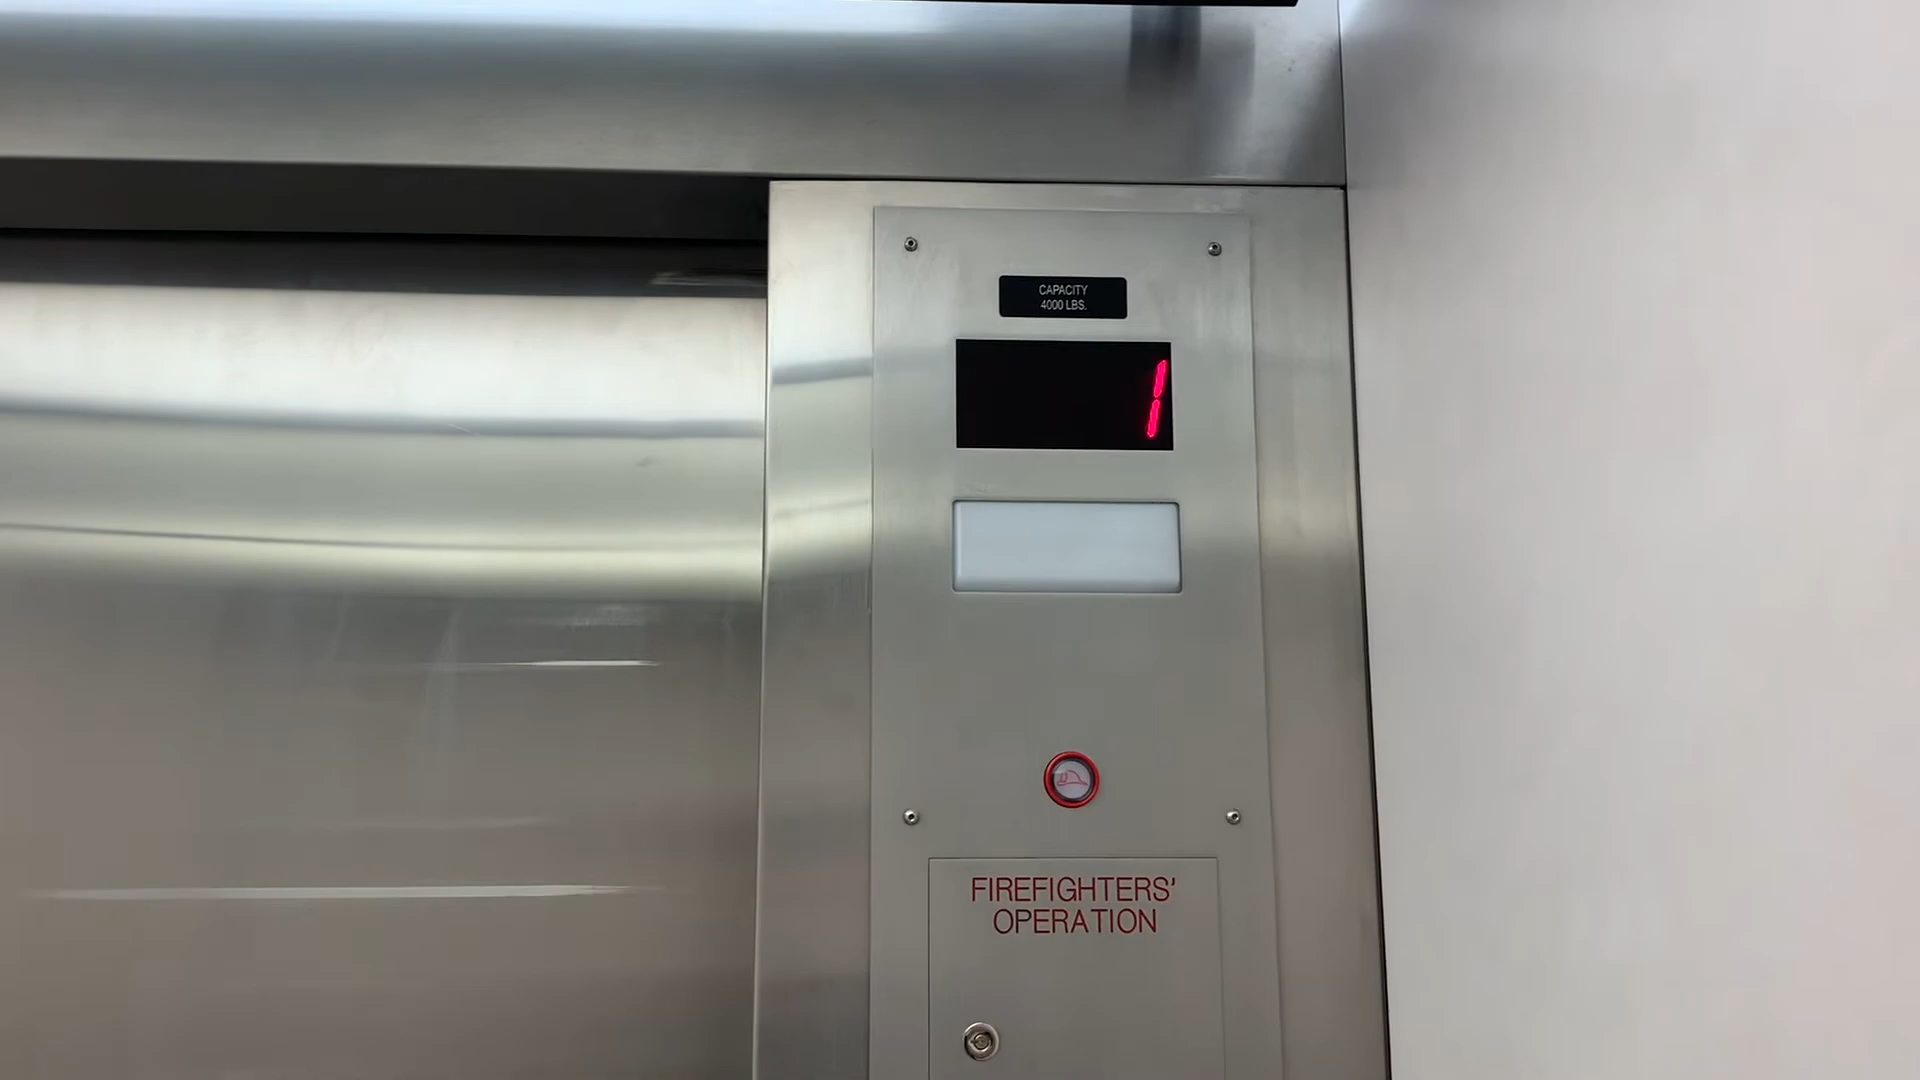 CAPACITY
4000 LBS.
1
FIREFIGHTERS'
OPERATION